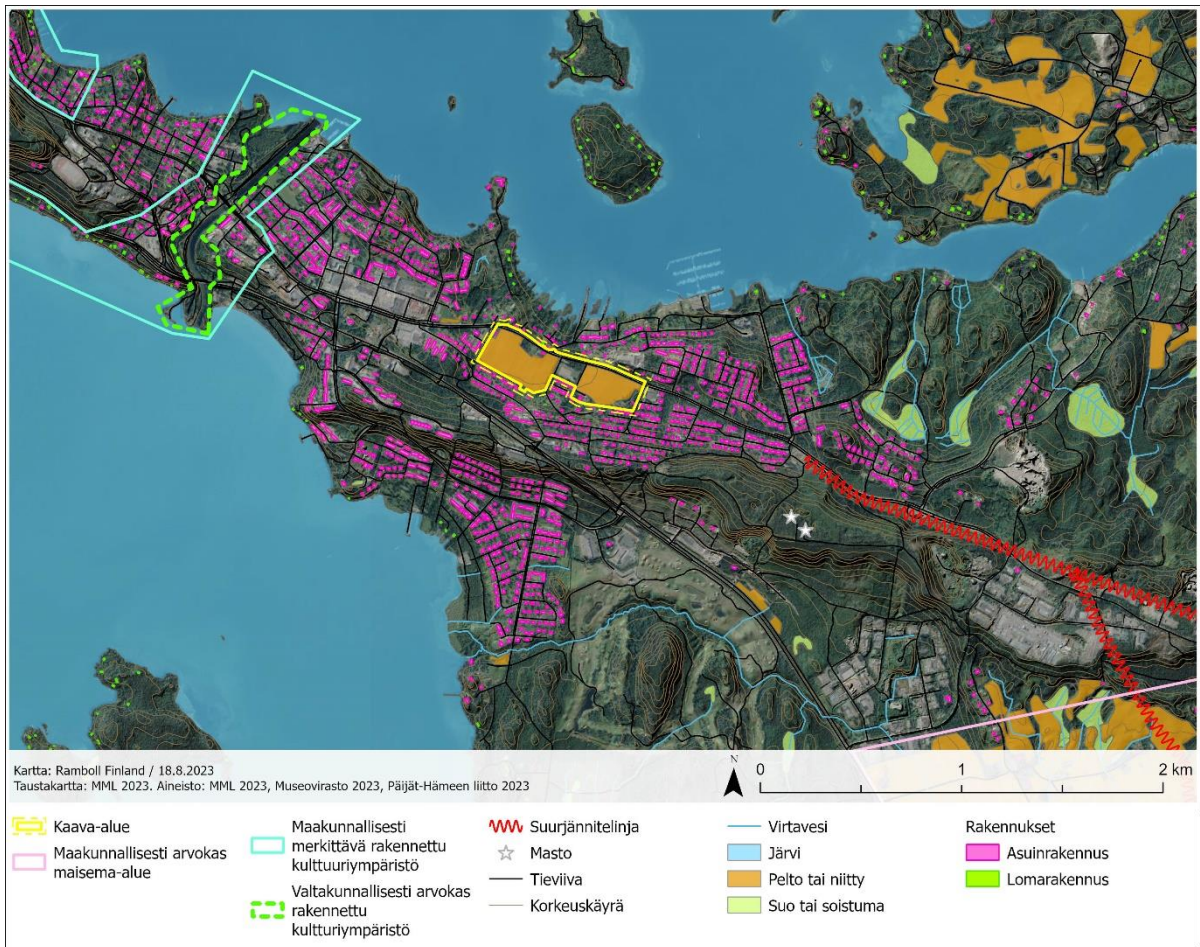 Kartta: Ramboll Finland / 18.8.2023
Taustakartta: MML 2023. Aineisto: MML 2023, Museovirasto 2023, Päijät-Hämeen liitto 2023
N
0 1 2 km
Kaava-alue
Maakunnallisesti arvokas
maisema-alue
Maakunnallisesti
merkittävä rakennettu
kulttuuriympäristö
Valtakunnallisesti arvokas
rakennettu
kultturiympäristö
Suurjännitelinja
Masto
Tieviiva
Korkeuskäyrä
Virtavesi
Järvi
Pelto tai niitty
Suo tai soistuma
Rakennukset
Asuinrakennus
Lomarakennus